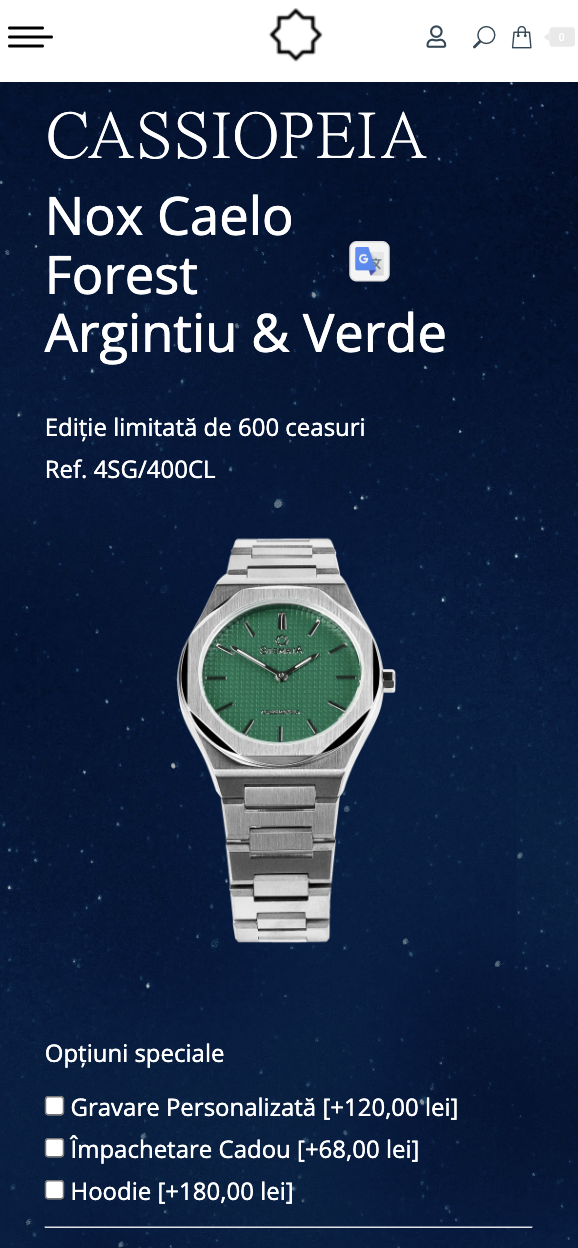 0
CASSIOPEIA
Nox Caelo
Forest
Argintiu & Verde
Ediție limitată de 600 ceasuri
Ref. 4SG/400CL
Opțiuni speciale
Gravare Personalizată [+120,00 lei]
Împachetare Cadou [+68,00 lei]
Hoodie [+180,00 lei]